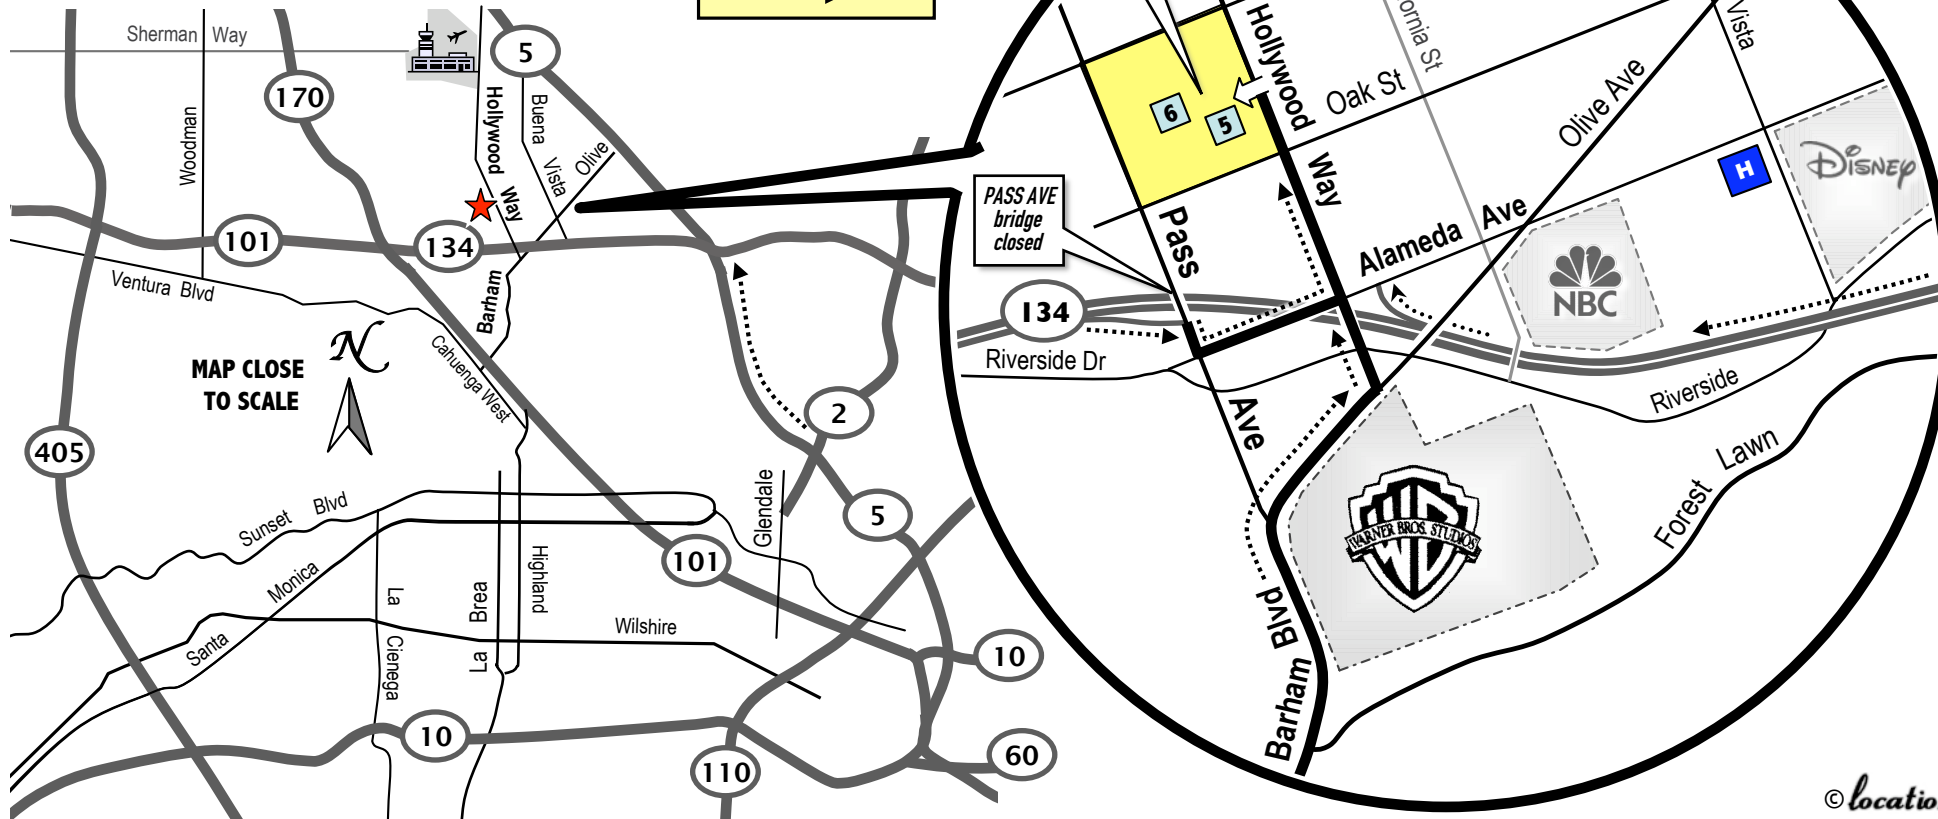 Sherman Way
Woodman
170
5
Hollywood Way
Buena Vista
Olive
101
134
Ventura Blvd
Barham
Cahuenga West
MAP CLOSE
TO SCALE
N
405
2
5
Glendale
Sunset Blvd
Santa Monica
La Cienega
La Brea
Highland
101
Wilshire
10
10
110
60
Hollywood Way
Oak St
Olive Ave
Vista
6
5
H
DISNEY
PASS AVE
bridge
closed
Pass Ave
Alameda Ave
NBC
134
Riverside Dr
Riverside
Forest Lawn
WARNER BROS. STUDIOS
WB
Barham Blvd
©